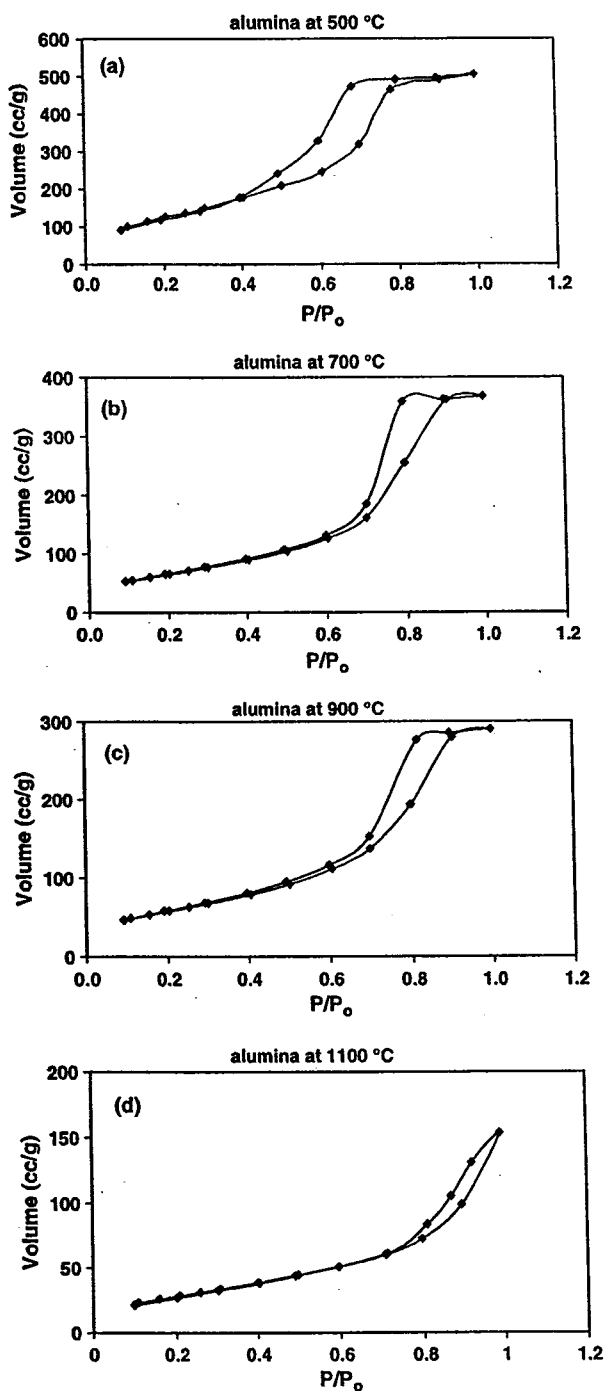 alumina at 500 °C
(a)
Volume (cc/g)
600
500
400
300
200
100
0
0.0 0.2 0.4 0.6 0.8 1.0 1.2
P/Po
alumina at 700 °C
(b)
Volume (cc/g)
400
300
200
100
0
0.0 0.2 0.4 0.6 0.8 1.0 1.2
P/Po
alumina at 900 °C
(c)
Volume (cc/g)
300
200
100
0
0.0 0.2 0.4 0.6 0.8 1.0 1.2
P/Po
alumina at 1100 °C
(d)
Volume (cc/g)
200
150
100
50
0
0 0.2 0.4 0.6 0.8 1 1.2
P/Po